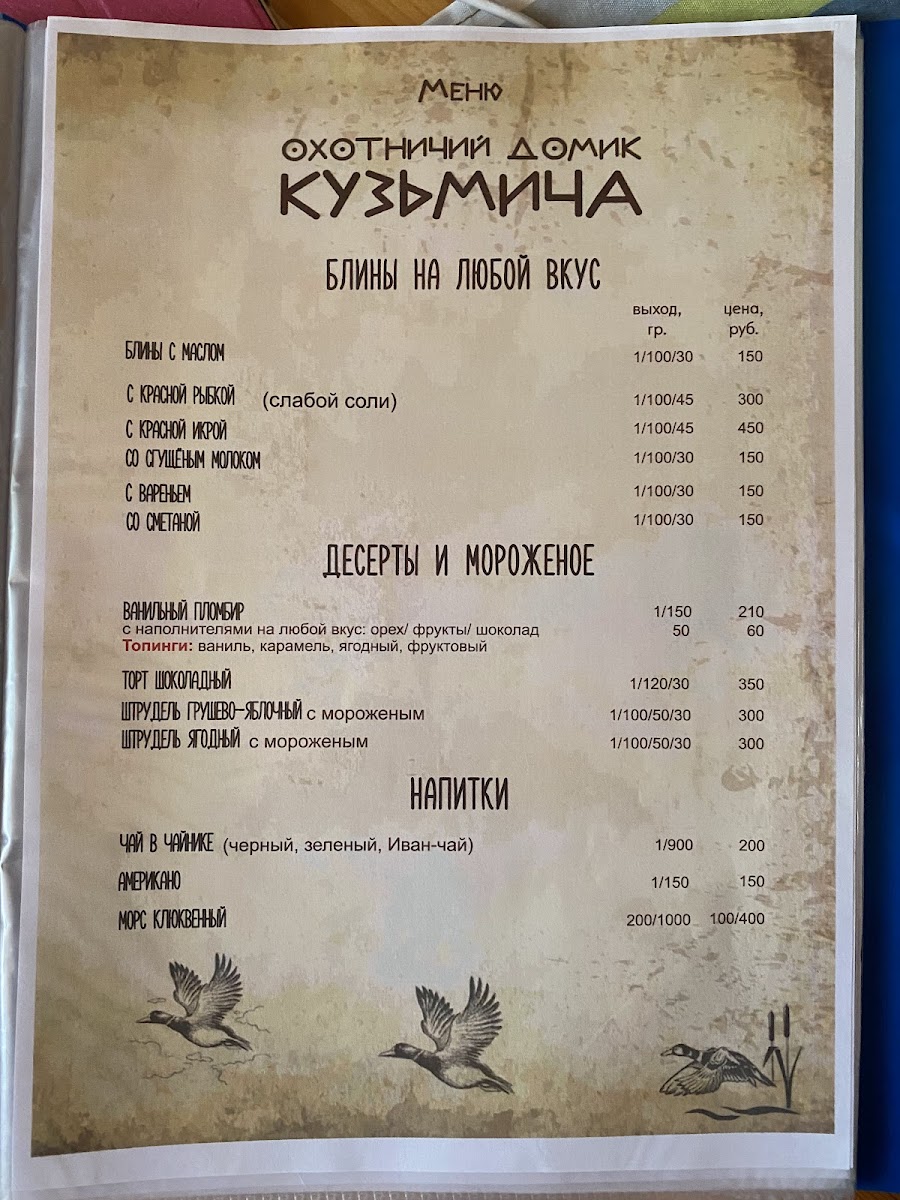 Меню
ОХОТНИЧИЙ ДОМИК
КУЗЬМИЧА
БЛИНЫ НА ЛЮБОЙ ВКУС
выход, цена,
гр. руб.
БЛИНЫ С МАСЛОМ 1/100/30 150
С КРАСНОЙ РЫБКОЙ (слабой соли) 1/100/45 300
С КРАСНОЙ ИКРОЙ 1/100/45 450
СО СГУЩЁНЫМ МОЛОКОМ 1/100/30 150
С ВАРЕНЬЕМ 1/100/30 150
СО СМЕТАНОЙ 1/100/30 150
ДЕСЕРТЫ И МОРОЖЕНОЕ
ВАНИЛЬНЫЙ ПЛОМБИР 1/150 210
с наполнителями на любой вкус: орех/ фрукты/ шоколад 50 60
Топинги: ваниль, карамель, ягодный, фруктовый
ТОРТ ШОКОЛАДНЫЙ 1/120/30 350
ШТРУДЕЛЬ ГРУШЕВО-ЯБЛОЧНЫЙ с мороженым 1/100/50/30 300
ШТРУДЕЛЬ ЯГОДНЫЙ с мороженым 1/100/50/30 300
НАПИТКИ
ЧАЙ В ЧАЙНИКЕ (черный, зеленый, Иван-чай) 1/900 200
АМЕРИКАНО 1/150 150
МОРС КЛЮКВЕННЫЙ 200/1000 100/400